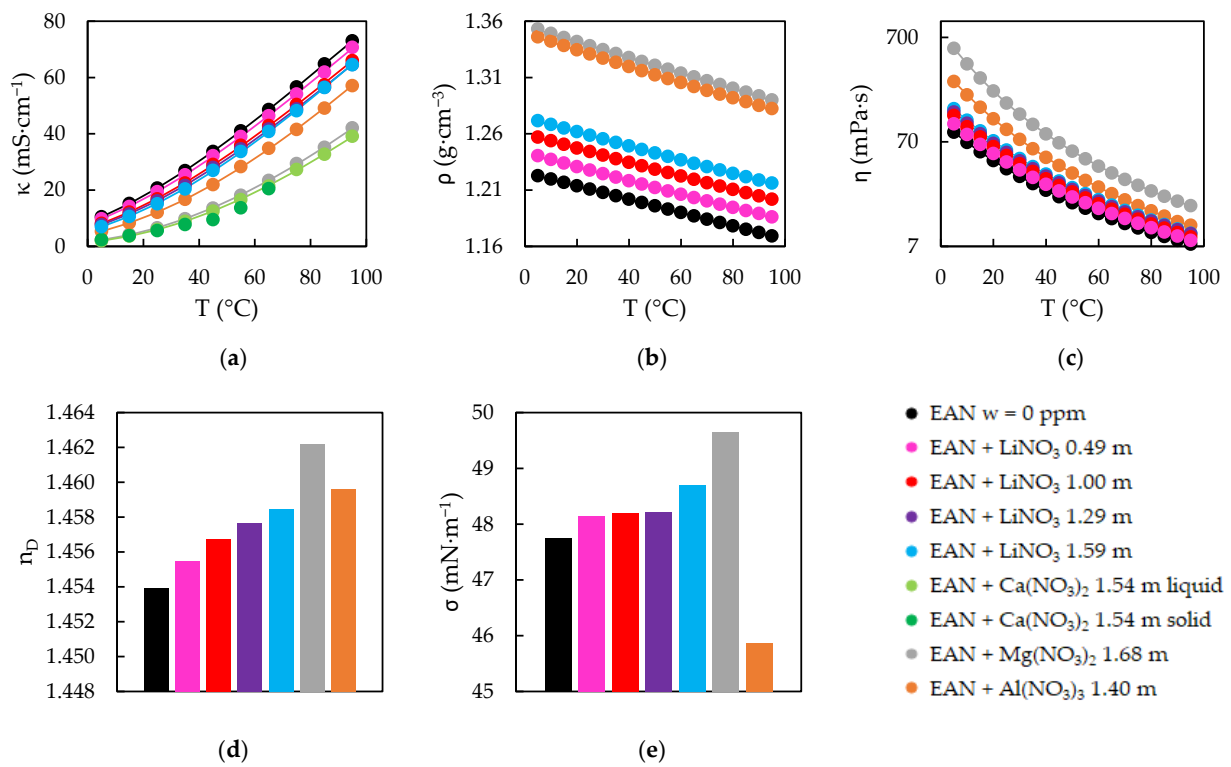 80
60
40
20
0
κ (mS·cm⁻¹)
0 20 40 60 80 100
T (°C)
(a)
1.36
1.31
1.26
1.21
1.16
ρ (g·cm⁻³)
0 20 40 60 80 100
T (°C)
(b)
700
70
7
η (mPa·s)
0 20 40 60 80 100
T (°C)
(c)
1.464
1.462
1.460
1.458
1.456
1.454
1.452
1.450
1.448
n_D
(d)
50
49
48
47
46
45
σ (mN·m⁻¹)
(e)
EAN w = 0 ppm
EAN + LiNO₃ 0.49 m
EAN + LiNO₃ 1.00 m
EAN + LiNO₃ 1.29 m
EAN + LiNO₃ 1.59 m
EAN + Ca(NO₃)₂ 1.54 m liquid
EAN + Ca(NO₃)₂ 1.54 m solid
EAN + Mg(NO₃)₂ 1.68 m
EAN + Al(NO₃)₃ 1.40 m